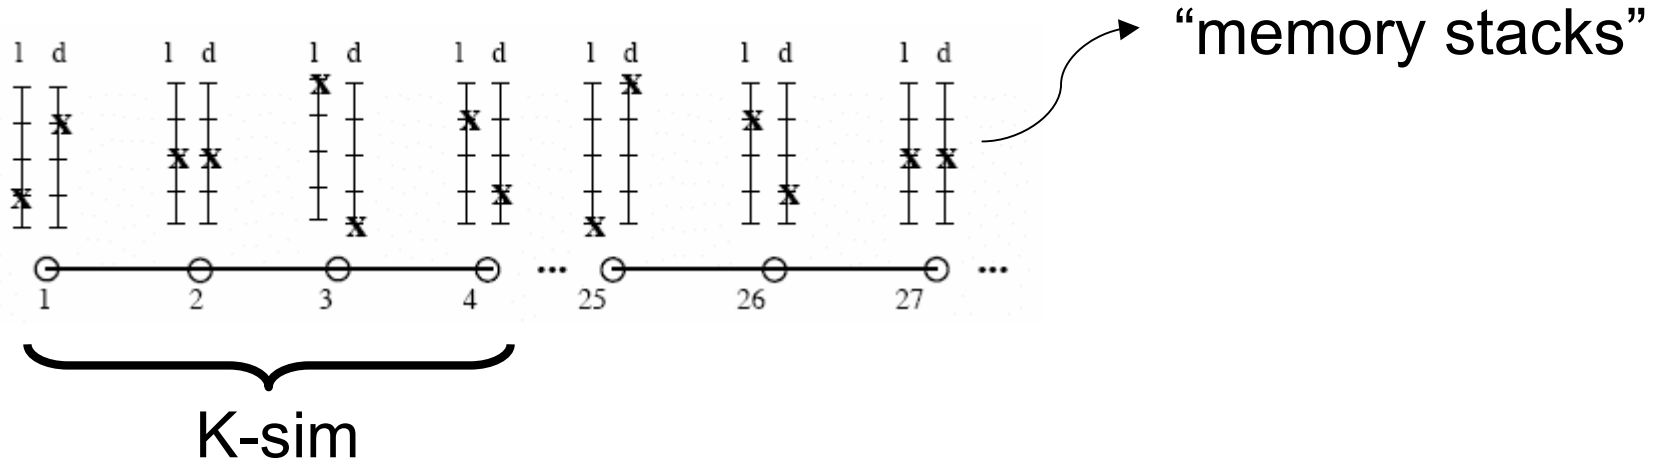 “memory stacks”
l d l d l d l d l d l d l d
X X X X X X X X X X X X X X
1 2 3 4 ... 25 26 27 ...
K-sim